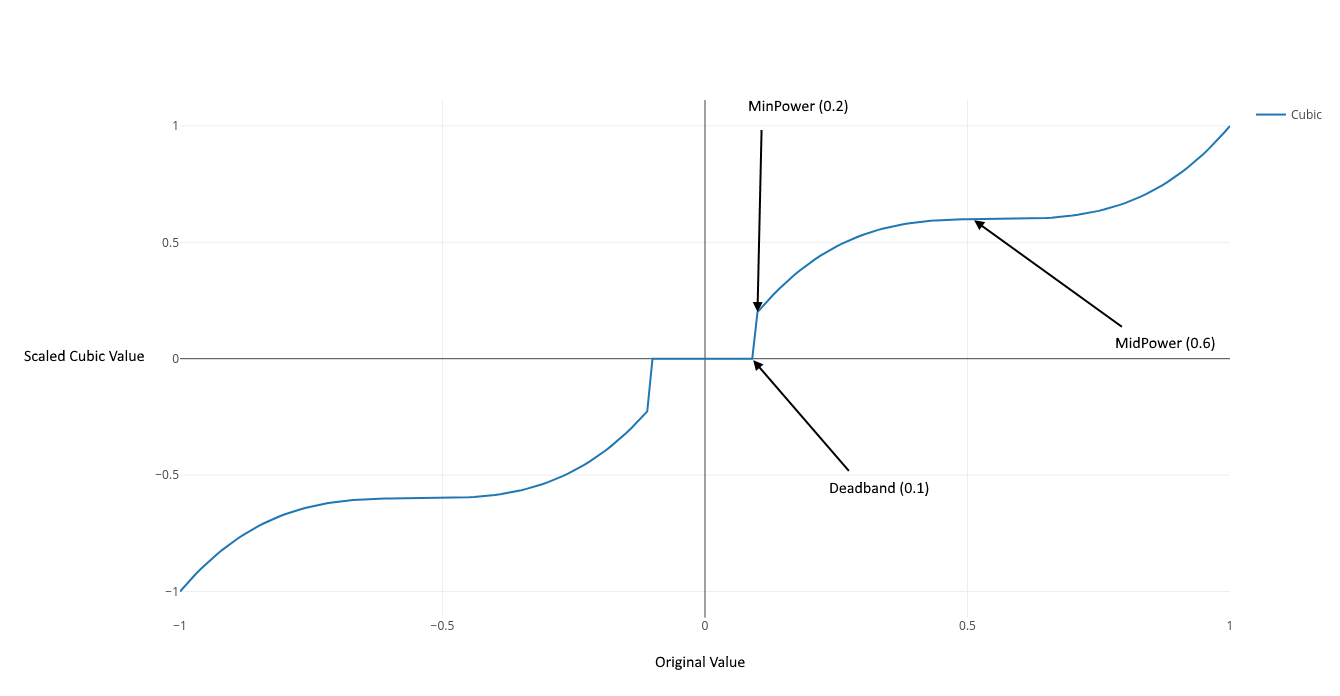 MinPower (0.2)
Cubic
1
0.5
MidPower (0.6)
Scaled Cubic Value
0
−0.5
Deadband (0.1)
−1
−1
−0.5
0
0.5
1
Original Value